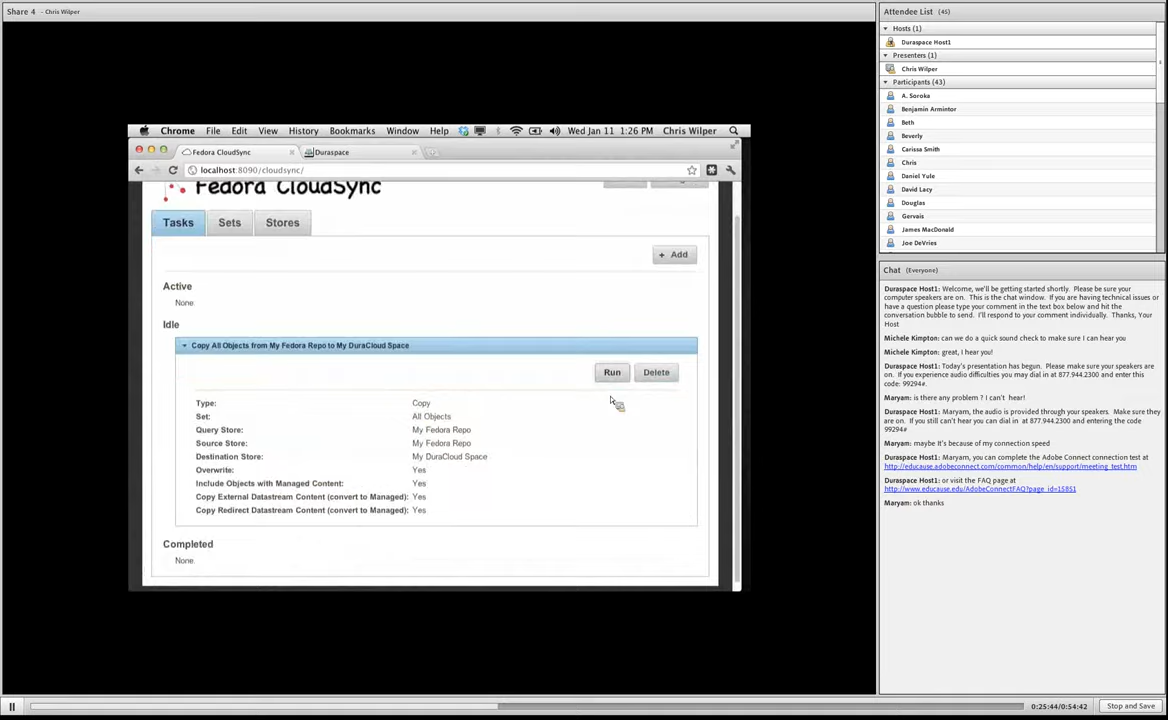 Share 4 - Chris Wilper
Chrome File Edit View History Bookmarks Window Help Wed Jan 11 1:26 PM Chris Wilper
Fedora CloudSync
Duraspace
localhost:8090/cloudsync/
Fedora CloudSync
Tasks Sets Stores
+ Add
Active
None
Idle
Copy All Objects from My Fedora Repo to My DuraCloud Space
Run Delete
Type: Copy
Set: All Objects
Query Store: My Fedora Repo
Source Store: My Fedora Repo
Destination Store: My DuraCloud Space
Overwrite: Yes
Include Objects with Managed Content: Yes
Copy External Datastream Content (convert to Managed): Yes
Copy Redirect Datastream Content (convert to Managed): Yes
Completed
None
Attendee List (45)
Hosts (1)
Duraspace Host1
Presenters (1)
Chris Wilper
Participants (43)
A. Soroka
Benjamin Armintor
Beth
Beverly
Carissa Smith
Chris
Daniel Yule
David Lacy
Douglas
Gervais
James MacDonald
Joe DeVries
Chat (Everyone)
Duraspace Host1: Welcome, we'll be getting started shortly. Please be sure your
computer speakers are on. This is the chat window. If you are having technical issues or
have a question please type your comment in the text box below and hit the
conversation bubble to send. I'll respond to your comment individually. Thanks, Your
Host
Michele Kimpton: can we do a quick sound check to make sure I can hear you
Michele Kimpton: great, I hear you!
Duraspace Host1: Today's presentation has begun. Please make sure your speakers are
on. If you experience audio difficulties you may dial in at 877.944.2300 and enter this
code: 99294#.
Maryam: is there any problem ? I can't hear!
Duraspace Host1: Maryam, the audio is provided through your speakers. Make sure they
are on. If you still can't hear you can dial in at 877.944.2300 and entering the code
99294#
Maryam: maybe It's because of my connection speed
Duraspace Host1: Maryam, you can complete the Adobe Connect connection test at
http://educause.adobeconnect.com/common/help/en/support/meeting_test.htm
Duraspace Host1: or visit the FAQ page at
http://www.educause.edu/AdobeConnectFAQ?page_id=15851
Maryam: ok thanks
0:25:44/0:54:42 Stop and Save